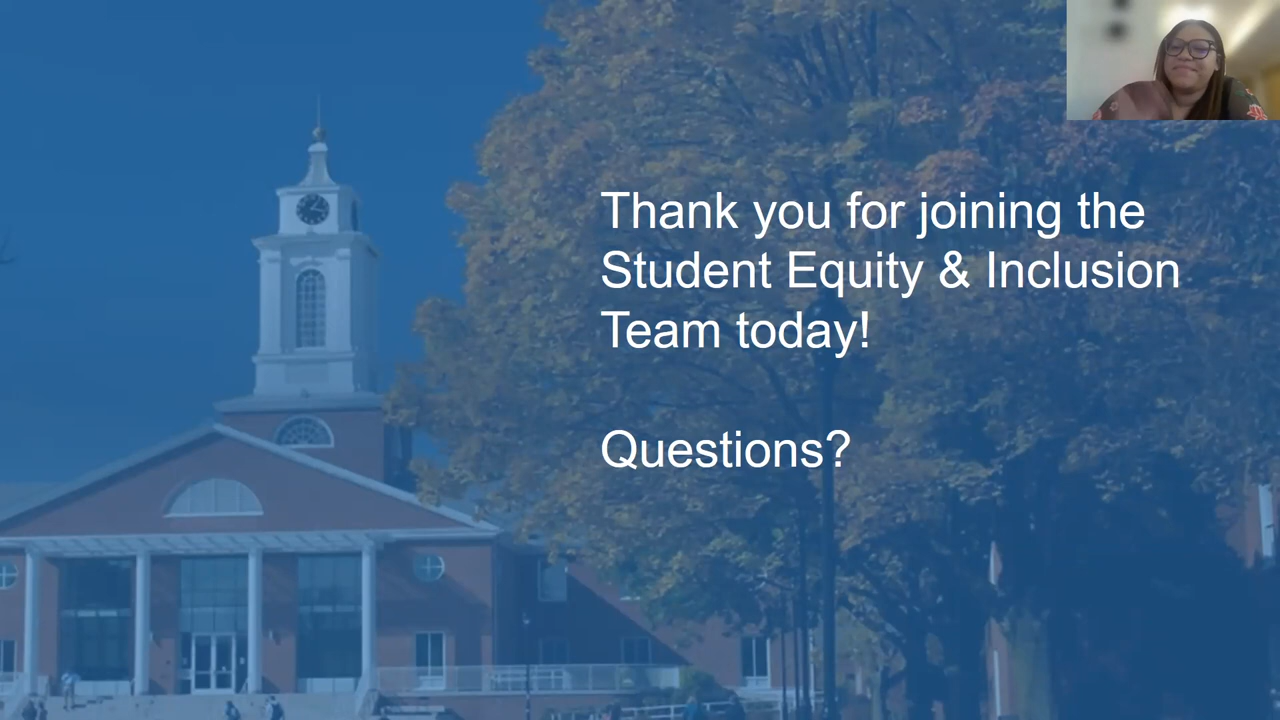 Thank you for joining the
Student Equity & Inclusion
Team today!
Questions?